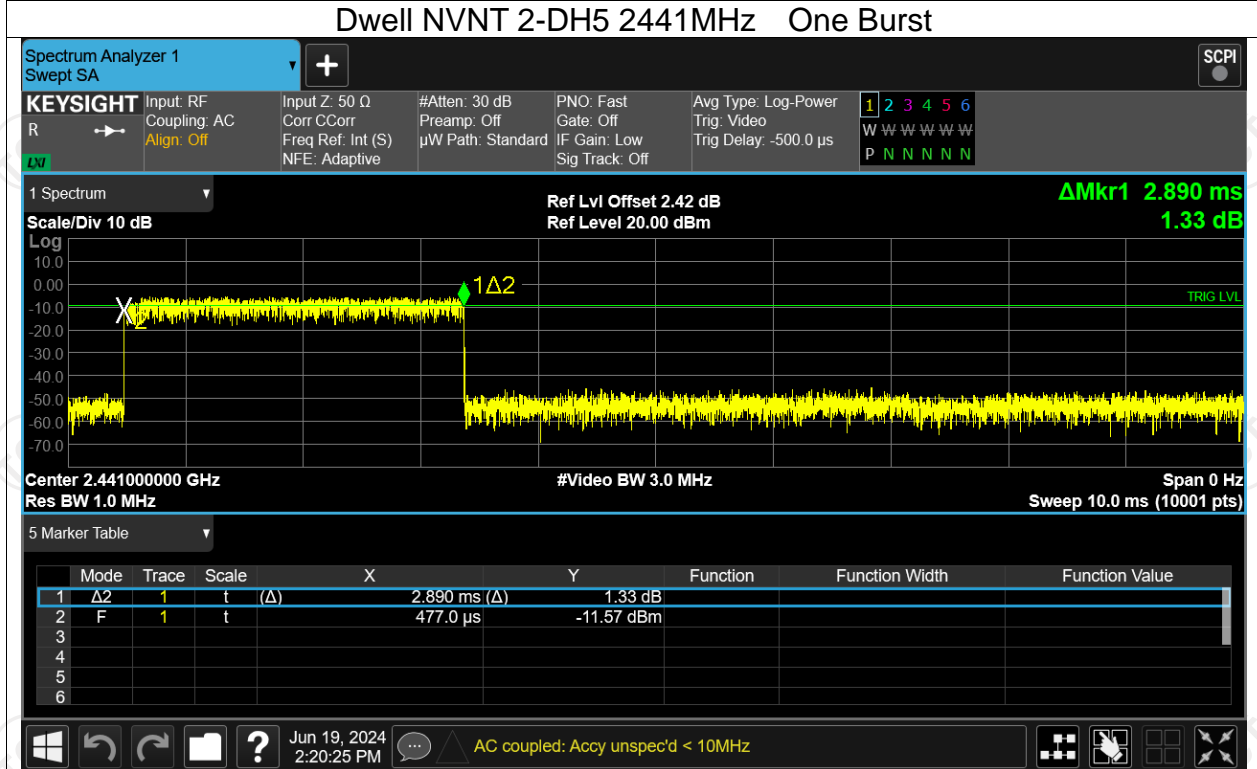 Dwell NVNT 2-DH5 2441MHz One Burst
Spectrum Analyzer 1
Swept SA
SCPI
KEYSIGHT
R
LXI
Input: RF
Coupling: AC
Align: Off
Input Z: 50 Ω
Corr CCorr
Freq Ref: Int (S)
NFE: Adaptive
#Atten: 30 dB
Preamp: Off
µW Path: Standard
PNO: Fast
Gate: Off
IF Gain: Low
Sig Track: Off
Avg Type: Log-Power
Trig: Video
Trig Delay: -500.0 µs
1 2 3 4 5 6
W W W W W W
P N N N N N
1 Spectrum
Scale/Div 10 dB
Ref Lvl Offset 2.42 dB
Ref Level 20.00 dBm
ΔMkr1 2.890 ms
1.33 dB
Log
10.0
0.00
-10.0
-20.0
-30.0
-40.0
-50.0
-60.0
-70.0
1Δ2
2
TRIG LVL
Center 2.441000000 GHz
#Video BW 3.0 MHz
Span 0 Hz
Res BW 1.0 MHz
Sweep 10.0 ms (10001 pts)
5 Marker Table
Mode Trace Scale X Y Function Function Width Function Value
1 Δ2 1 t (Δ) 2.890 ms (Δ) 1.33 dB
2 F 1 t 477.0 µs -11.57 dBm
3
4
5
6
Jun 19, 2024
2:20:25 PM
AC coupled: Accy unspec'd < 10MHz